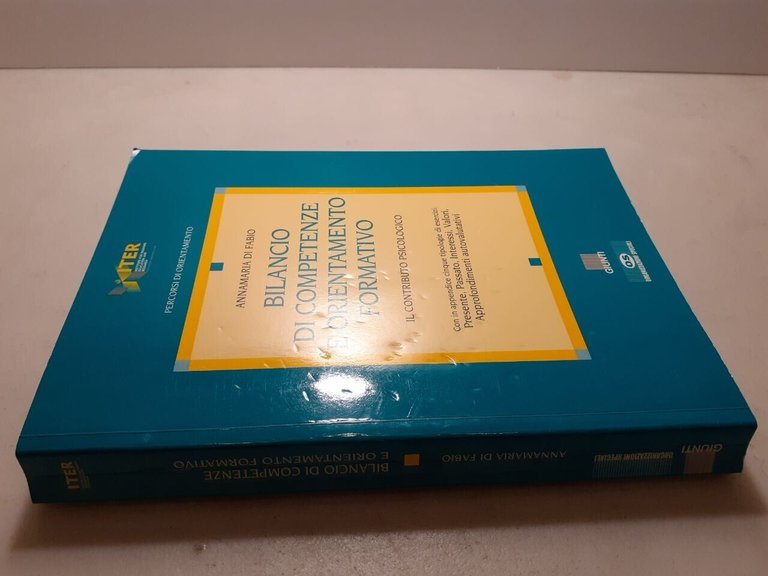 ITER
PERCORSI DI ORIENTAMENTO
ANNAMARIA DI FABIO
BILANCIO
DI COMPETENZE
E ORIENTAMENTO
FORMATIVO
IL CONTRIBUTO PSICOLOGICO
Con in appendice cinque tipologie di esercizi:
Presente, Passato, Interessi, Valori,
Approfondimenti autovalutativi
GIUNTI
OS
ORGANIZZAZIONI SPECIALI
ITER
BILANCIO DI COMPETENZE
E ORIENTAMENTO FORMATIVO
ANNAMARIA DI FABIO
GIUNTI
ORGANIZZAZIONI SPECIALI